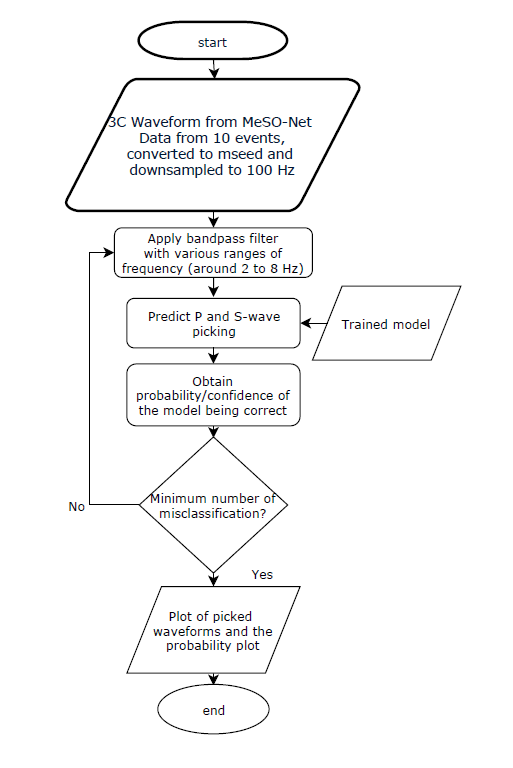 start
3C Waveform from MeSO-Net
Data from 10 events,
converted to mseed and
downsampled to 100 Hz
Apply bandpass filter
with various ranges of
frequency (around 2 to 8 Hz)
Predict P and S-wave
picking
Trained model
Obtain
probability/confidence of
the model being correct
Minimum number of
misclassification?
No
Yes
Plot of picked
waveforms and the
probability plot
end